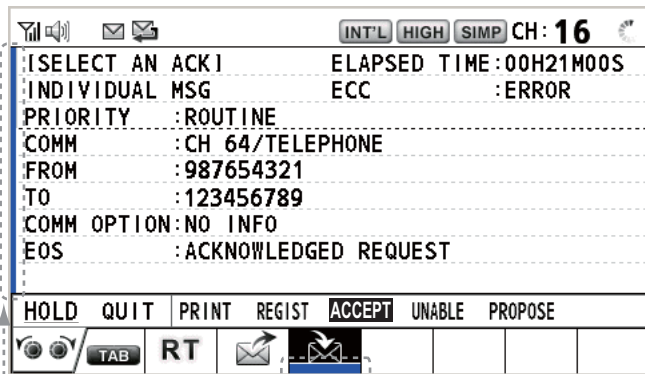 INT'L HIGH SIMP CH: 16
[SELECT AN ACK] ELAPSED TIME:00H21M00S
INDIVIDUAL MSG ECC :ERROR
PRIORITY :ROUTINE
COMM :CH 64/TELEPHONE
FROM :987654321
TO :123456789
COMM OPTION:NO INFO
EOS :ACKNOWLEDGED REQUEST
HOLD QUIT PRINT REGIST ACCEPT UNABLE PROPOSE
TAB RT